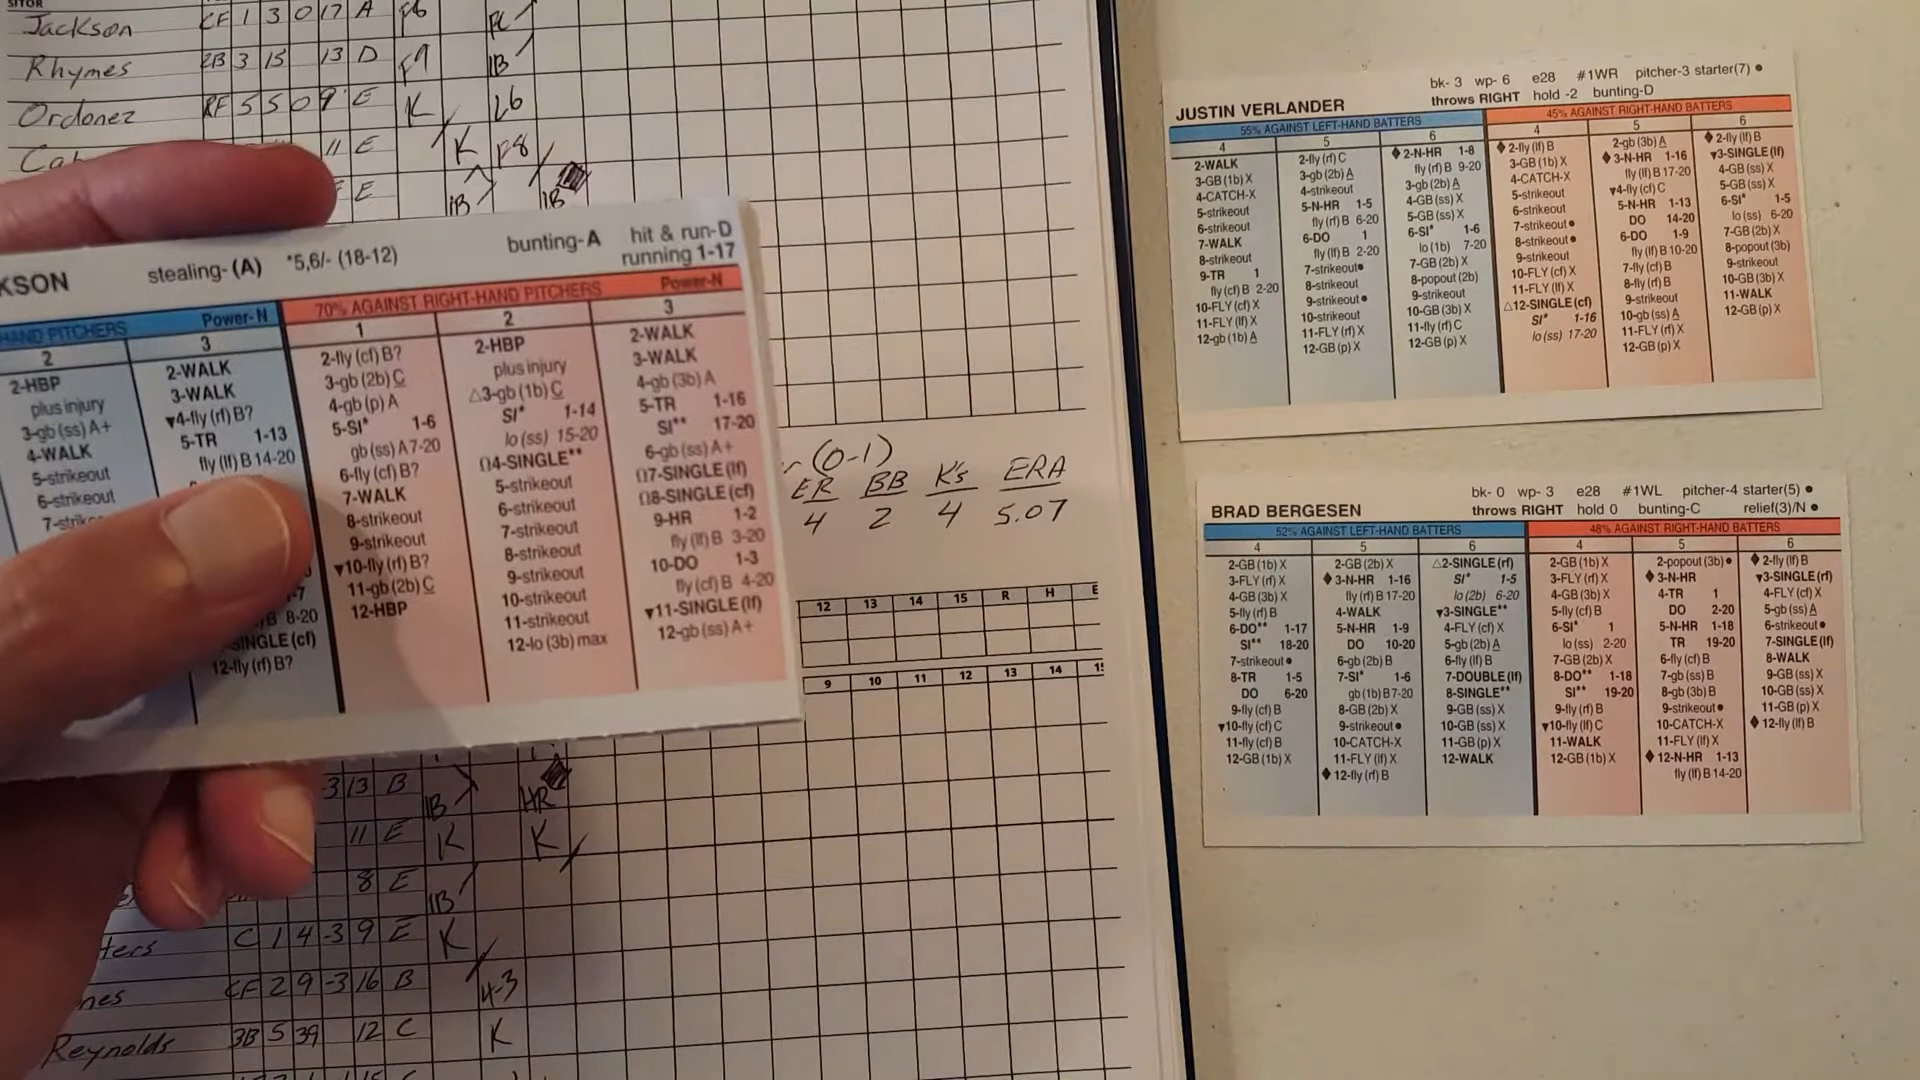 SITOR
Jackson CF 1 3 0 17 A F6
Rhymes 2B 3 15 13 D F9 1B
Ordonez RF 5 5 0 9 E K L6
11 E K F8
E 1B 1B
KSON stealing- (A) *5,6/- (18-12) bunting-A hit & run-D
running 1-17
HAND PITCHERS Power-N
2 3
2-HBP
plus injury
3-gb (ss) A+
4-WALK
5-strikeout
6-strikeout
2-WALK
3-WALK
▼4-fly (rf) B?
5-TR 1-13
fly (lf) B 14-20
8-20
SINGLE (cf)
12-fly (rf) B?
70% AGAINST RIGHT-HAND PITCHERS Power-N
1 2 3
2-fly (cf) B?
3-gb (2b) C
4-gb (p) A
5-SI* 1-6
gb (ss) A 7-20
6-fly (cf) B?
7-WALK
8-strikeout
9-strikeout
▼10-fly (rf) B?
11-gb (2b) C
12-HBP
2-HBP
plus injury
△3-gb (1b) C
SI* 1-14
lo (ss) 15-20
Ω4-SINGLE**
5-strikeout
6-strikeout
7-strikeout
8-strikeout
9-strikeout
10-strikeout
11-strikeout
12-lo (3b) max
2-WALK
3-WALK
4-gb (3b) A
5-TR 1-16
SI** 17-20
6-gb (ss) A+
Ω7-SINGLE (lf)
Ω8-SINGLE (cf)
9-HR 1-2
fly (lf) B 3-20
10-DO 1-3
fly (cf) B 4-20
▼11-SINGLE (lf)
12-gb (ss) A+
(0-1)
ER BB K's ERA
4 2 4 5.07
12 13 14 15 R H E
9 10 11 12 13 14
-3 13 B 1B HR
11 E K K
8 E 1B
ters C 1 4 -3 9 E K
nes CF 2 9 -3 16 B 4-3
Reynolds 3B 5 39 12 C K
bk- 3 wp- 6 e28 #1WR pitcher-3 starter(7) ●
JUSTIN VERLANDER throws RIGHT hold -2 bunting-D
55% AGAINST LEFT-HAND BATTERS
4 5 6
2-WALK
3-GB (1b) X
4-CATCH-X
5-strikeout
6-strikeout
7-WALK
8-strikeout
9-TR 1
fly (cf) B 2-20
10-FLY (cf) X
11-FLY (lf) X
12-gb (1b) A
2-fly (rf) C
3-gb (2b) A
4-strikeout
5-N-HR 1-5
fly (rf) B 6-20
6-DO 1
fly (lf) B 2-20
7-strikeout●
8-strikeout
9-strikeout●
10-strikeout
11-FLY (rf) X
12-GB (p) X
♦2-N-HR 1-8
fly (rf) B 9-20
3-gb (2b) A
4-GB (ss) X
5-GB (ss) X
6-SI* 1-6
lo (1b) 7-20
7-GB (2b) X
8-popout (2b)
9-strikeout
10-GB (3b) X
11-fly (rf) C
12-GB (p) X
45% AGAINST RIGHT-HAND BATTERS
4 5 6
♦2-fly (lf) B
3-GB (1b) X
4-CATCH-X
5-strikeout
6-strikeout
7-strikeout●
8-strikeout●
9-strikeout
10-FLY (cf) X
11-FLY (lf) X
△12-SINGLE (cf)
SI* 1-16
lo (ss) 17-20
2-gb (3b) A
♦3-N-HR 1-16
fly (lf) B 17-20
▼4-fly (cf) C
5-N-HR 1-13
DO 14-20
6-DO 1-9
fly (lf) B 10-20
7-fly (cf) B
8-fly (rf) B
9-strikeout
10-gb (ss) A
11-FLY (rf) X
12-GB (p) X
♦2-fly (lf) B
▼3-SINGLE (lf)
4-GB (ss) X
5-GB (ss) X
6-SI* 1-5
lo (ss) 6-20
7-GB (2b) X
8-popout (3b)
9-strikeout
10-GB (3b) X
11-WALK
12-GB (p) X
bk- 0 wp- 3 e28 #1WL pitcher-4 starter(5) ●
BRAD BERGESEN throws RIGHT hold 0 bunting-C relief(3)/N ●
52% AGAINST LEFT-HAND BATTERS
4 5 6
2-GB (1b) X
3-FLY (rf) X
4-GB (3b) X
5-fly (rf) B
6-DO** 1-17
SI** 18-20
7-strikeout●
8-TR 1-5
DO 6-20
9-fly (cf) B
▼10-fly (cf) C
11-fly (cf) B
12-GB (1b) X
2-GB (2b) X
♦3-N-HR 1-16
fly (rf) B 17-20
4-WALK
5-N-HR 1-9
DO 10-20
6-gb (2b) B
7-SI* 1-6
gb (1b) B 7-20
8-GB (2b) X
9-strikeout●
10-CATCH-X
11-FLY (lf) X
♦12-fly (rf) B
△2-SINGLE (rf)
SI* 1-5
lo (2b) 6-20
▼3-SINGLE**
4-FLY (cf) X
5-gb (2b) A
6-fly (lf) B
7-DOUBLE (lf)
8-SINGLE**
9-GB (ss) X
10-GB (ss) X
11-GB (p) X
12-WALK
48% AGAINST RIGHT-HAND BATTERS
4 5 6
2-GB (1b) X
3-FLY (rf) X
4-GB (3b) X
5-fly (cf) B
6-SI* 1
lo (ss) 2-20
7-GB (2b) X
8-DO** 1-18
SI** 19-20
9-fly (rf) B
▼10-fly (lf) C
11-WALK
12-GB (1b) X
2-popout (3b)●
♦3-N-HR
4-TR 1
DO 2-20
5-N-HR 1-18
TR 19-20
6-fly (cf) B
7-gb (ss) B
8-gb (3b) B
9-strikeout●
10-CATCH-X
11-FLY (lf) X
♦12-N-HR 1-13
fly (lf) B 14-20
♦2-fly (lf) B
▼3-SINGLE (rf)
4-FLY (cf) X
5-gb (ss) A
6-strikeout●
7-SINGLE (lf)
8-WALK
9-GB (ss) X
10-GB (ss) X
11-GB (p) X
♦12-fly (lf) B